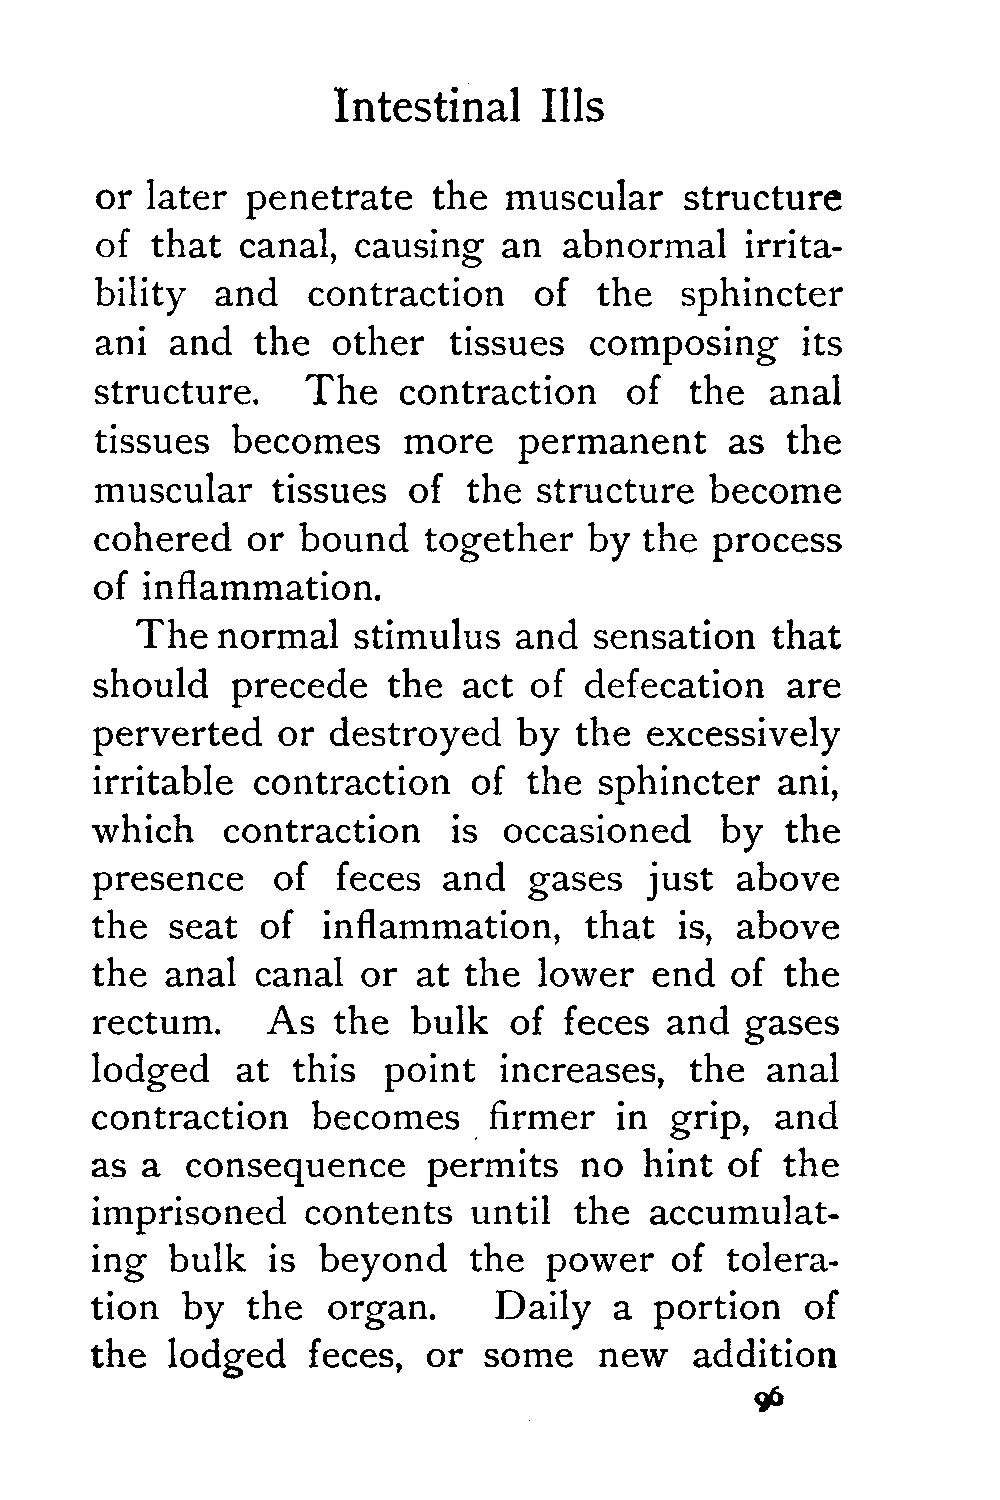 Intestinal Ills
or later penetrate the muscular structure
of that canal, causing an abnormal irrita-
bility and contraction of the sphincter
ani and the other tissues composing its
structure. The contraction of the anal
tissues becomes more permanent as the
muscular tissues of the structure become
cohered or bound together by the process
of inflammation.
The normal stimulus and sensation that
should precede the act of defecation are
perverted or destroyed by the excessively
irritable contraction of the sphincter ani,
which contraction is occasioned by the
presence of feces and gases just above
the seat of inflammation, that is, above
the anal canal or at the lower end of the
rectum. As the bulk of feces and gases
lodged at this point increases, the anal
contraction becomes firmer in grip, and
as a consequence permits no hint of the
imprisoned contents until the accumulat-
ing bulk is beyond the power of tolera-
tion by the organ. Daily a portion of
the lodged feces, or some new addition
96